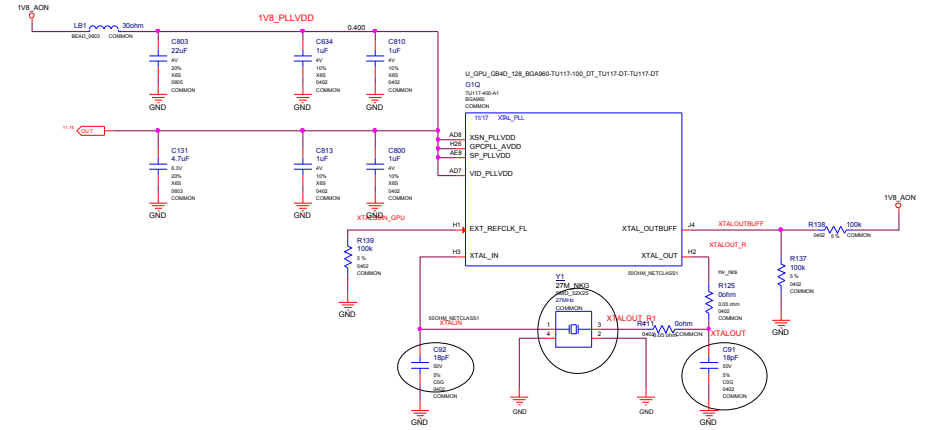 1V8_AON
LB1 30ohm
BEAD_0603 COMMON
1V8_PLLVDD
0.400
C803
22uF
4V
20%
X6S
0805
COMMON
GND
C634
1uF
4V
10%
X6S
0402
COMMON
GND
C810
1uF
4V
10%
X6S
0402
COMMON
GND
OUT
C131
4.7uF
6.3V
20%
X6S
0603
COMMON
GND
C813
1uF
4V
10%
X6S
0402
COMMON
GND
C800
1uF
4V
10%
X6S
0402
COMMON
GND
U_GPU_GB4D_128_BGA960-TU117-100_DT_TU117-DT-TU117-DT
G1Q
TU117-400-A1
BGA960
COMMON
11/17 XTAL_PLL
AD8 XSN_PLLVDD
H26 GPCPLL_AVDD
AE8 SP_PLLVDD
AD7 VID_PLLVDD
H1 EXT_REFCLK_FL
H3 XTAL_IN
XTAL_OUTBUFF J4
XTAL_OUT H2
R139
100k
5 %
0402
COMMON
GND
1V8_AON
XTALOUTBUFF
R138 100k
0402 5 % COMMON
XTALOUT_R
R137
100k
5 %
0402
COMMON
GND
50OHM_NETCLASS1
nv_res
R125
0ohm
0.05 ohm
0402
COMMON
50OHM_NETCLASS1
XTALIN
Y1
27M_NKG
SMD_32X25
27MHz
COMMON
1
4
3
2
XTALOUT_R1
R411 0ohm
0402 0.05 ohm COMMON
XTALOUT
C92
18pF
50V
5%
C0G
0402
COMMON
GND
GND
GND
C91
18pF
50V
5%
C0G
0402
COMMON
GND